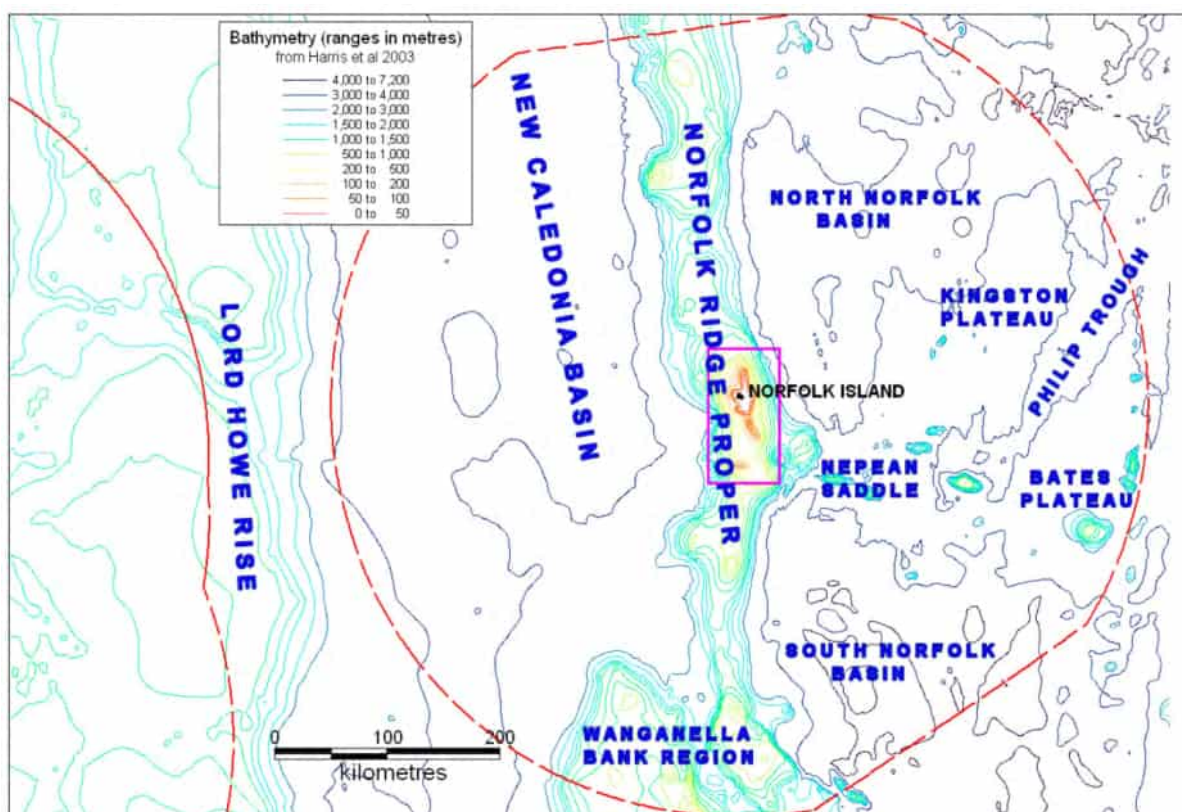 Bathymetry (ranges in metres)
from Harris et al 2003
4,000 to 7,200
3,000 to 4,000
2,000 to 3,000
1,500 to 2,000
1,000 to 1,500
500 to 1,000
200 to 500
100 to 200
50 to 100
0 to 50
LORD HOWE RISE
NEW CALEDONIA BASIN
NORFOLK RIDGE PROPER
NORTH NORFOLK
BASIN
KINGSTON
PLATEAU
PHILIP TROUGH
NORFOLK ISLAND
NEPEAN
SADDLE
BATES
PLATEAU
SOUTH NORFOLK
BASIN
WANGANELLA
BANK REGION
0 100 200
kilometres